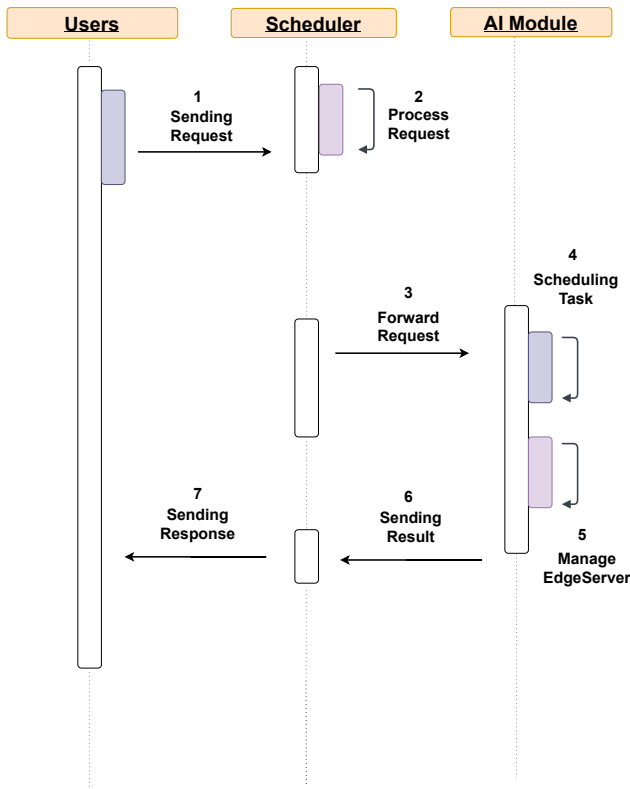 Users
Scheduler
AI Module
1
Sending
Request
2
Process
Request
3
Forward
Request
4
Scheduling
Task
5
Manage
EdgeServer
6
Sending
Result
7
Sending
Response